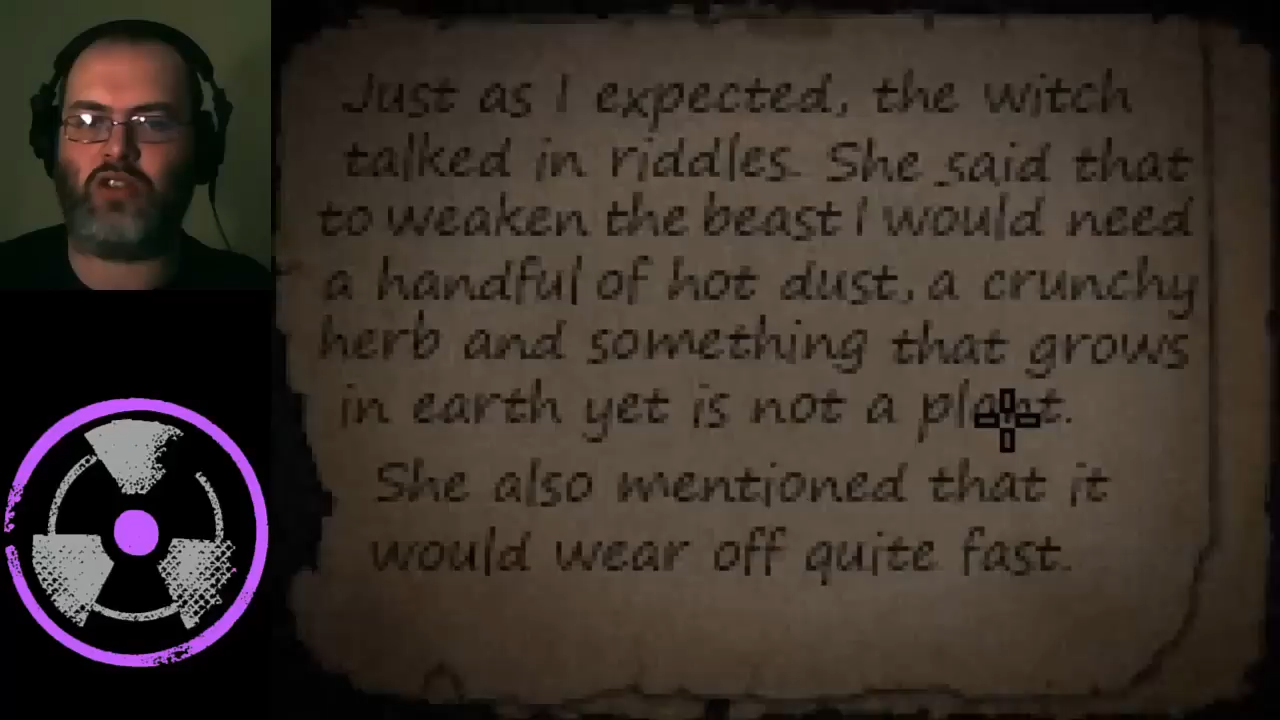 Just as I expected, the witch
talked in riddles. She said that
to weaken the beast I would need
a handful of hot dust, a crunchy
herb and something that grows
in earth yet is not a plant.
She also mentioned that it
would wear off quite fast.